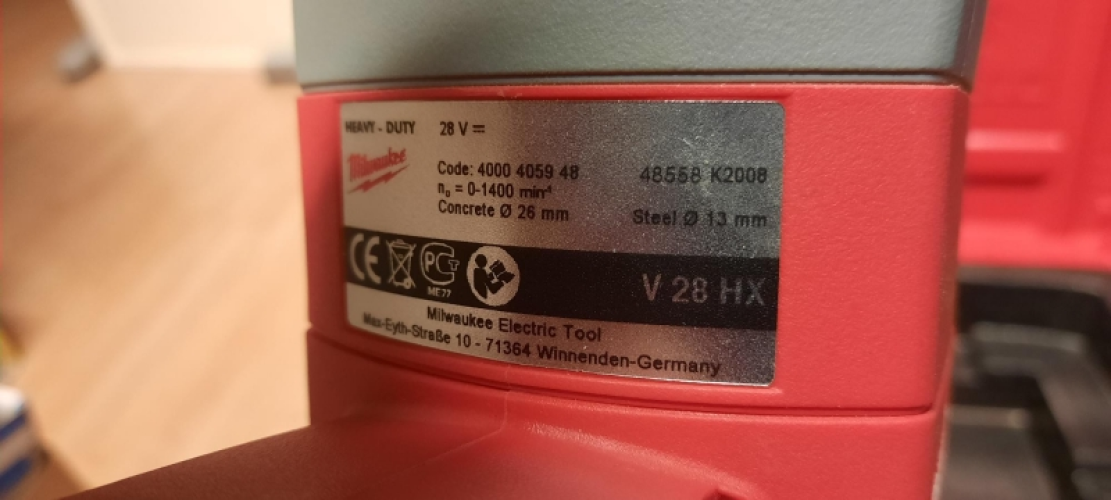 HEAVY - DUTY 28 V
Milwaukee
Code: 4000 4059 48 48558 K2008
n₀ = 0-1400 min⁻¹
Concrete Ø 26 mm Steel Ø 13 mm
CE PCT
ME77
V 28 HX
Milwaukee Electric Tool
Max-Eyth-Straße 10 - 71364 Winnenden-Germany